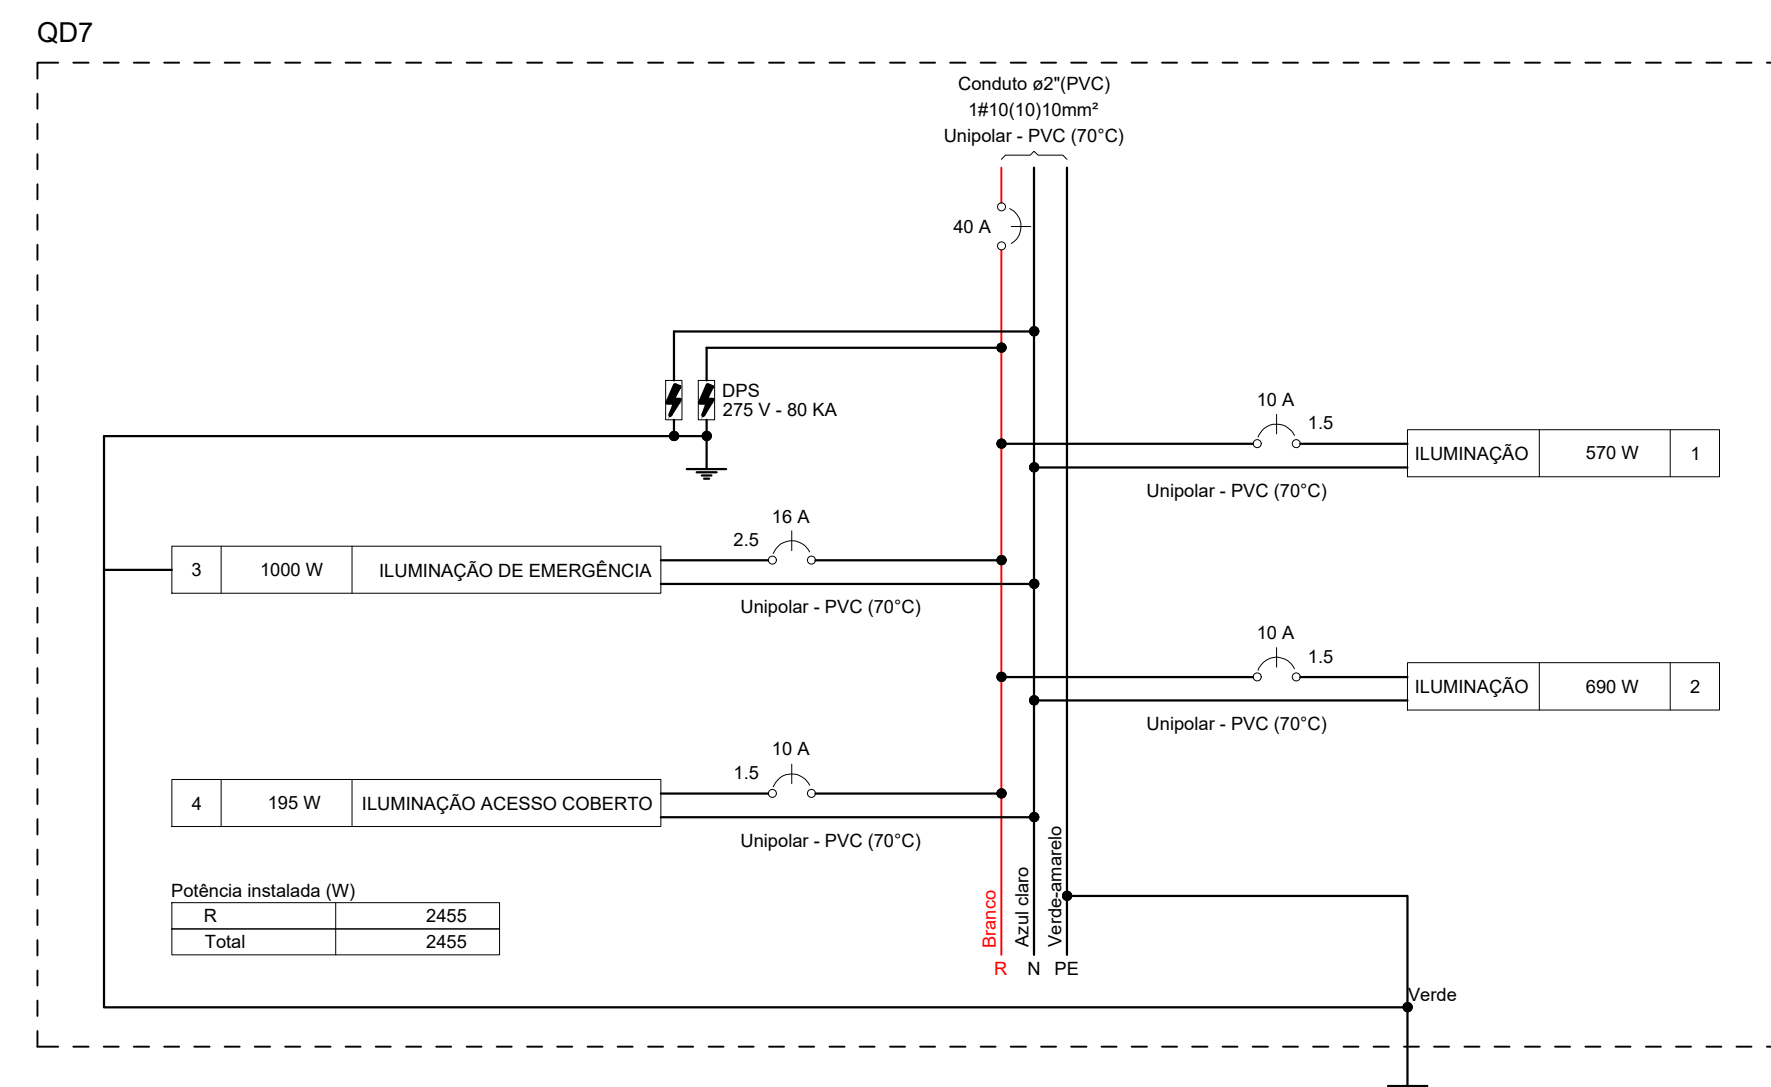 QD7
Conduto ø2"(PVC)
1#10(10)10mm²
Unipolar - PVC (70°C)
40 A
DPS
275 V - 80 KA
10 A
1.5
ILUMINAÇÃO 570 W 1
Unipolar - PVC (70°C)
16 A
2.5
3 1000 W ILUMINAÇÃO DE EMERGÊNCIA
Unipolar - PVC (70°C)
10 A
1.5
ILUMINAÇÃO 690 W 2
Unipolar - PVC (70°C)
10 A
1.5
4 195 W ILUMINAÇÃO ACESSO COBERTO
Unipolar - PVC (70°C)
Potência instalada (W)
R 2455
Total 2455
Branco
Azul claro
Verde-amarelo
R N PE
Verde